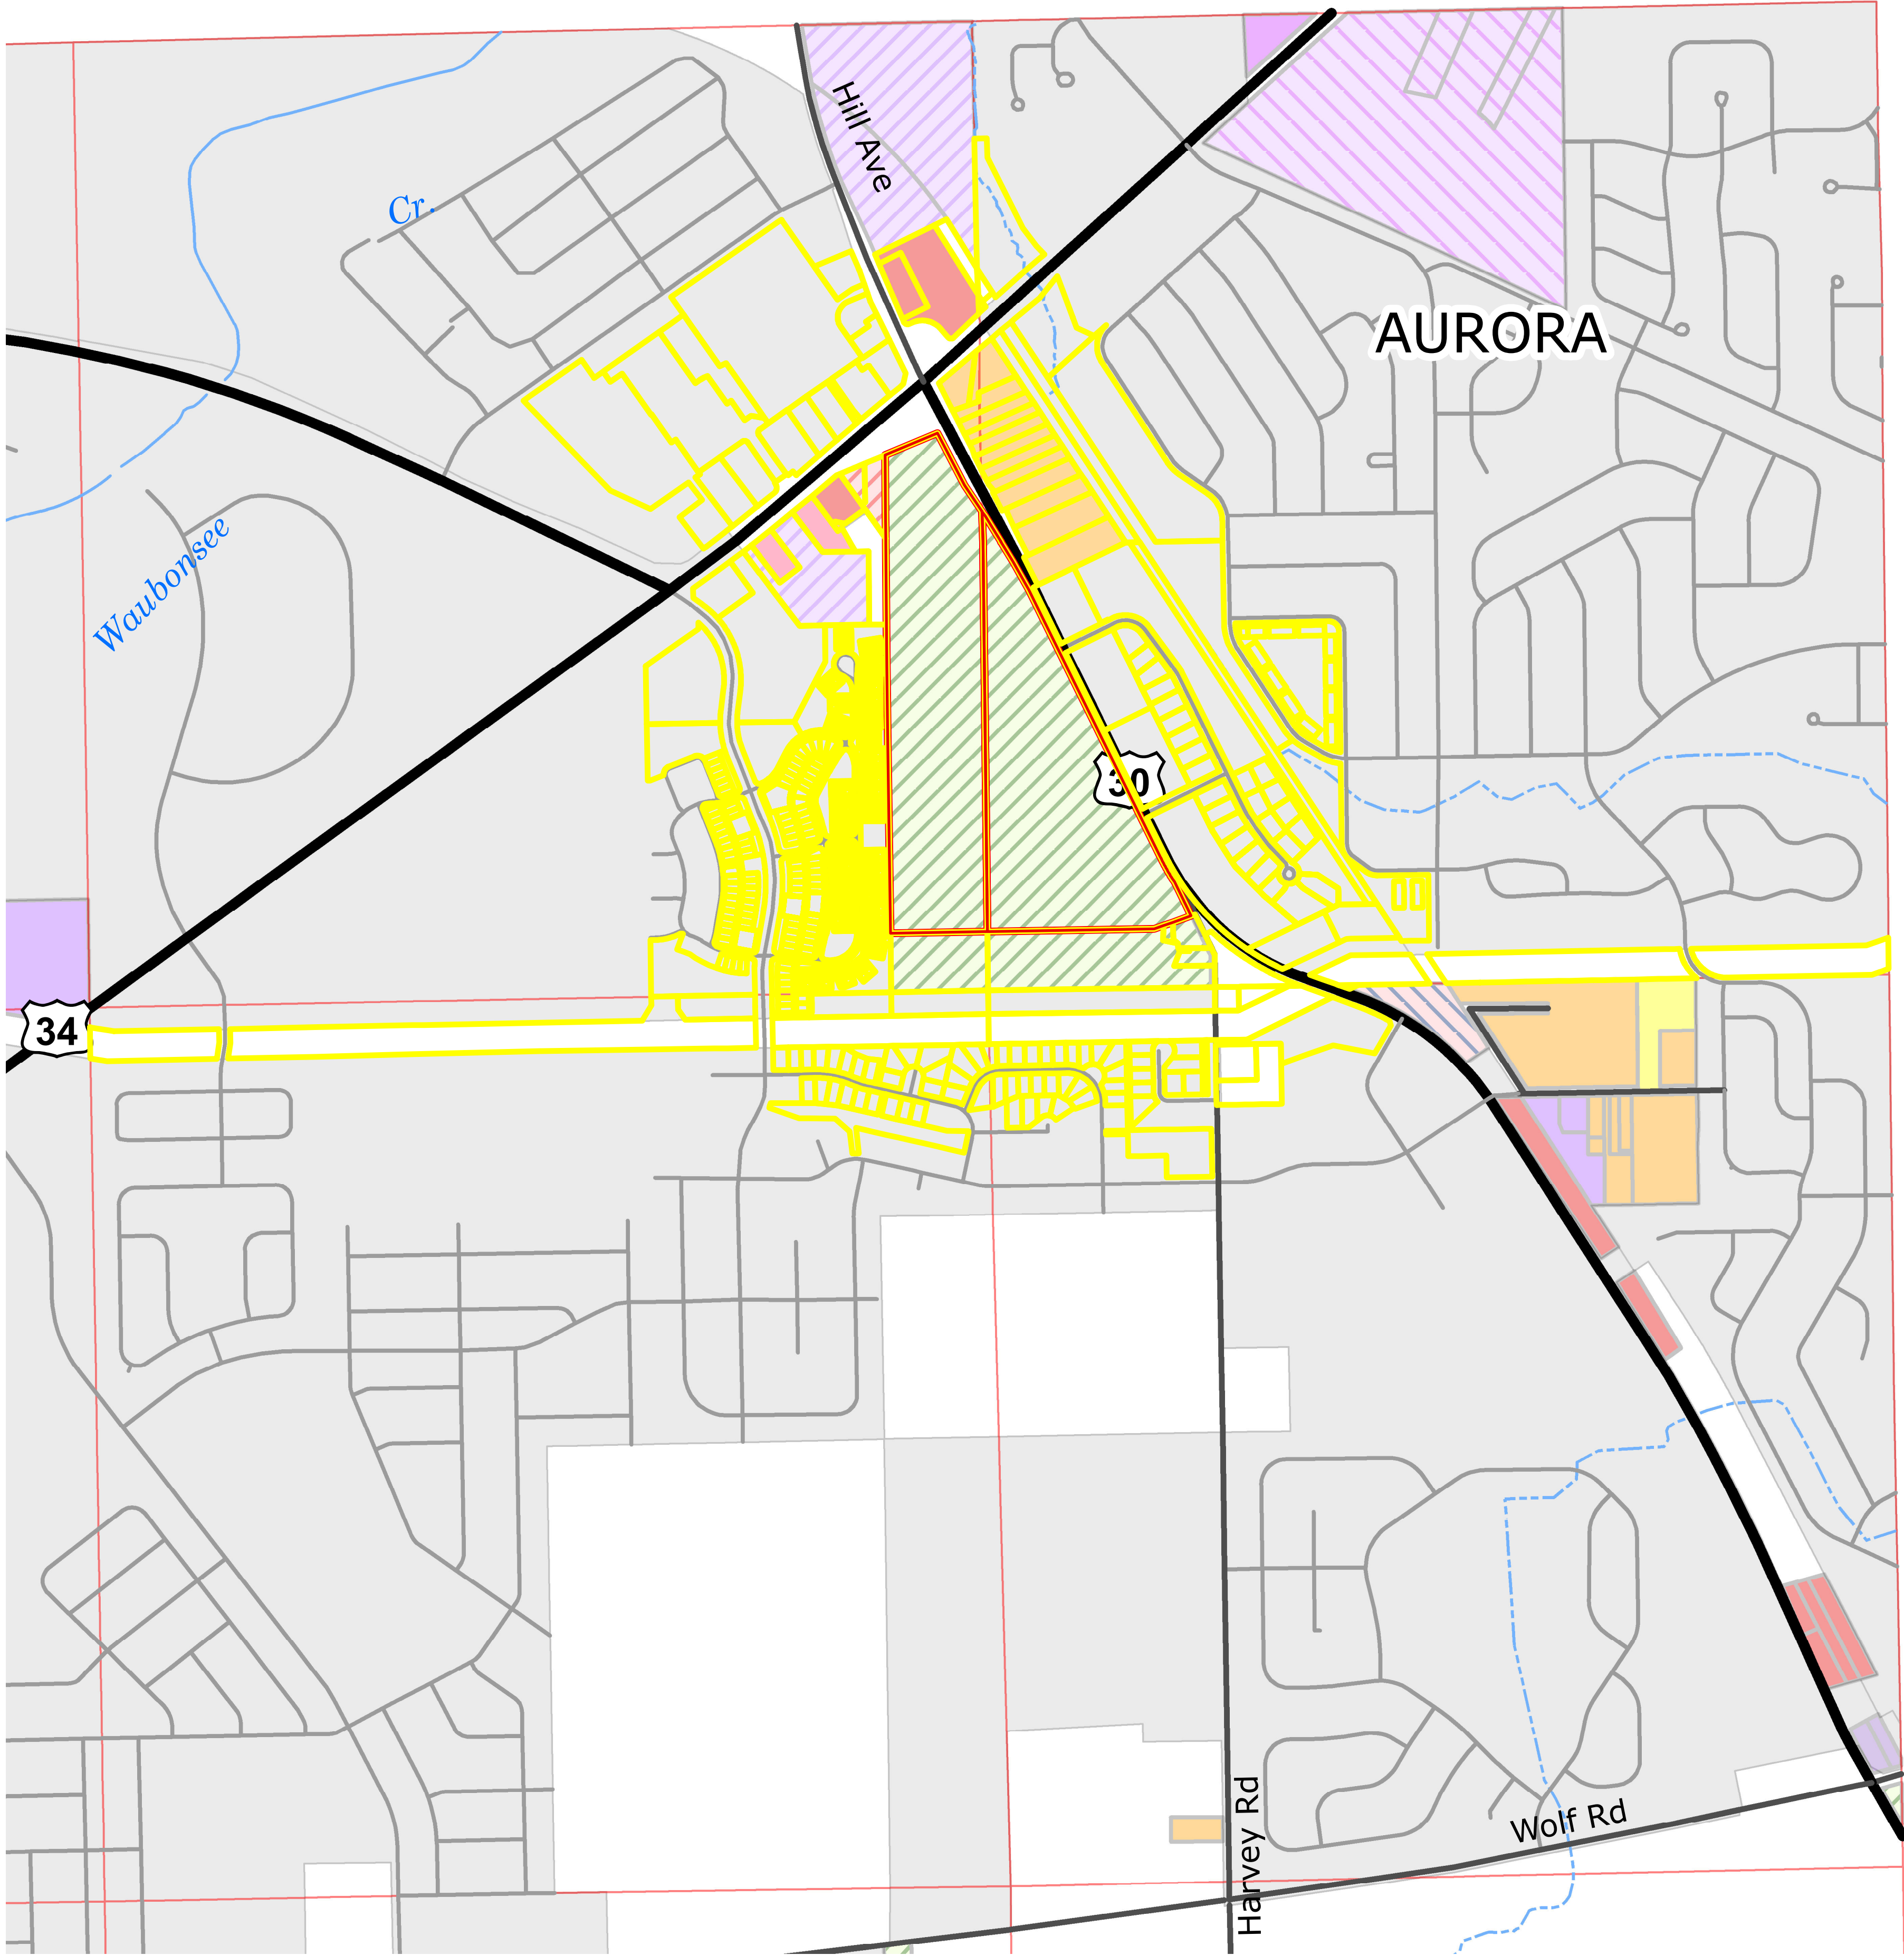 Hill Ave
Cr.
AURORA
Waubonsee
30
34
Wolf Rd
Harvey Rd